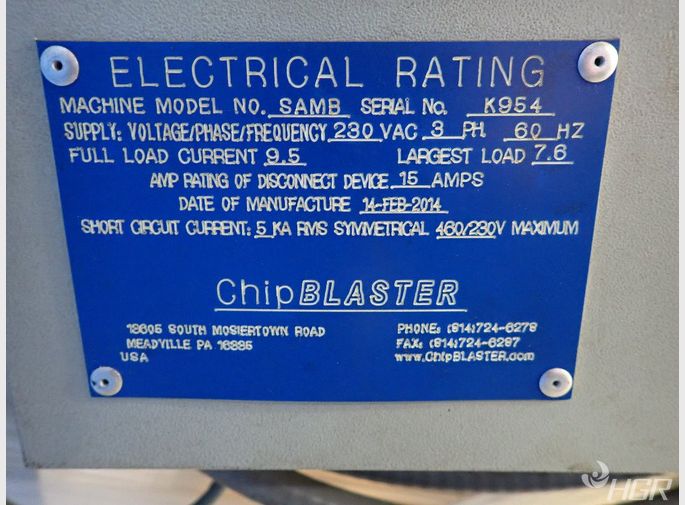 ELECTRICAL RATING
MACHINE MODEL NO. SAMB SERIAL No. K954
SUPPLY: VOLTAGE/PHASE/FREQUENCY 230 VAC 3 PH 60 HZ
FULL LOAD CURRENT 9.5 LARGEST LOAD 7.6
AMP RATING OF DISCONNECT DEVICE 15 AMPS
DATE OF MANUFACTURE 14-FEB-2014
SHORT CIRCUIT CURRENT: 5 KA RMS SYMMETRICAL 460/230V MAXIMUM
ChipBLASTER
18605 SOUTH MOSIERTOWN ROAD
MEADVILLE PA 16335
USA
PHONE: (814)724-6278
FAX: (814)724-6287
www.ChipBLASTER.com
HGR